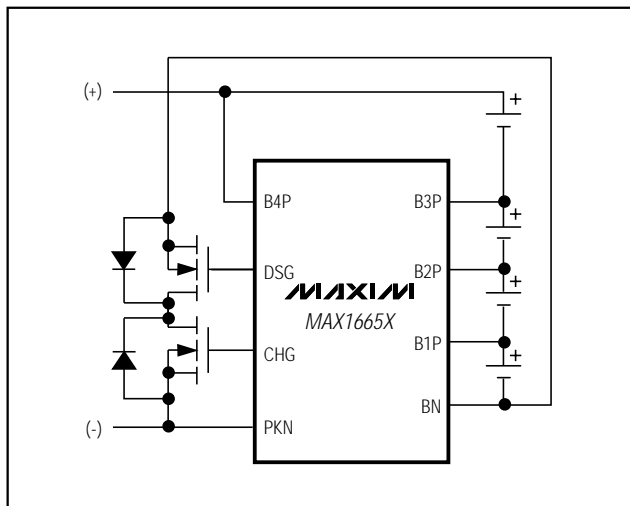 (+)
+
B4P B3P
+
DSG B2P
MAXIM
+
MAX1665X
CHG B1P
+
(-) PKN BN